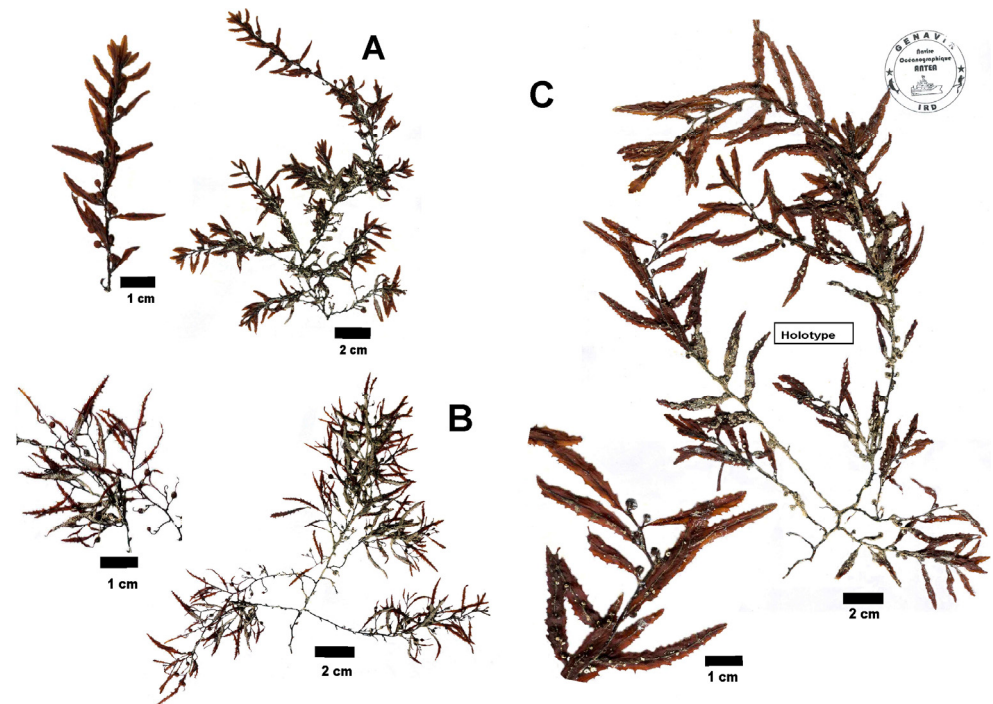 A
1 cm
2 cm
B
1 cm
2 cm
C
GENAVIR
Navire
Océanographique
ANTEA
IRD
Holotype
1 cm
2 cm